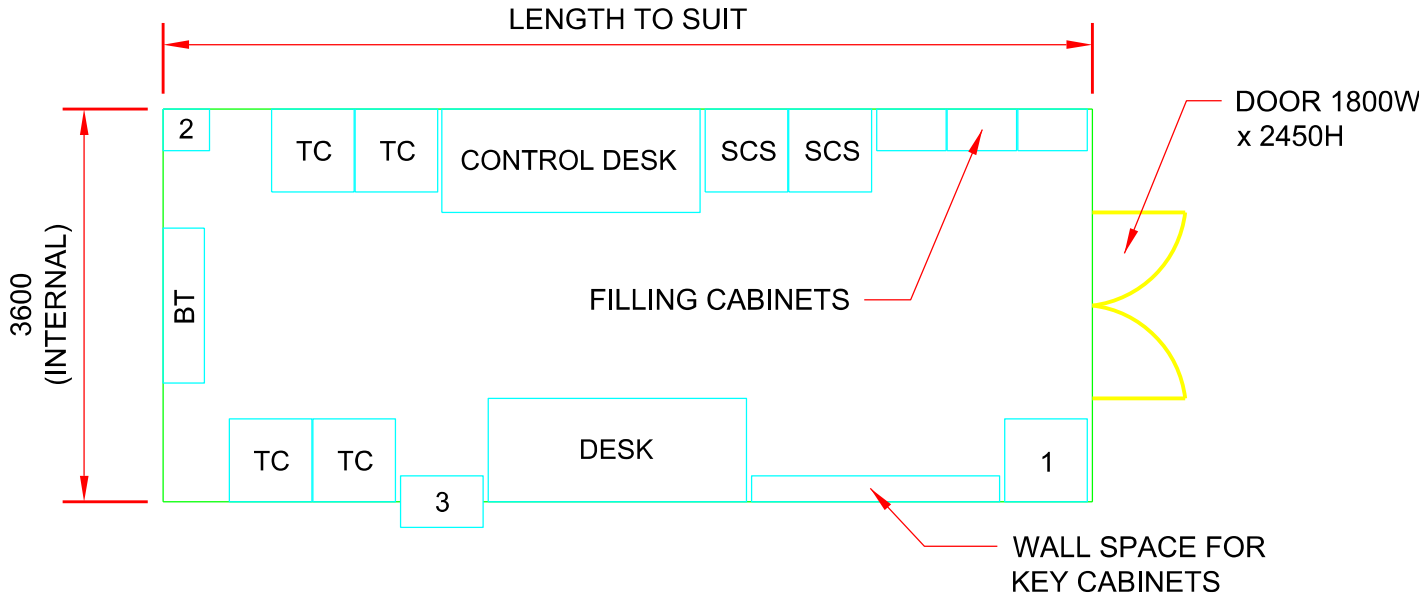 LENGTH TO SUIT
DOOR 1800W
x 2450H
2
TC
TC
CONTROL DESK
SCS
SCS
3600
(INTERNAL)
BT
FILLING CABINETS
TC
TC
3
DESK
1
WALL SPACE FOR
KEY CABINETS